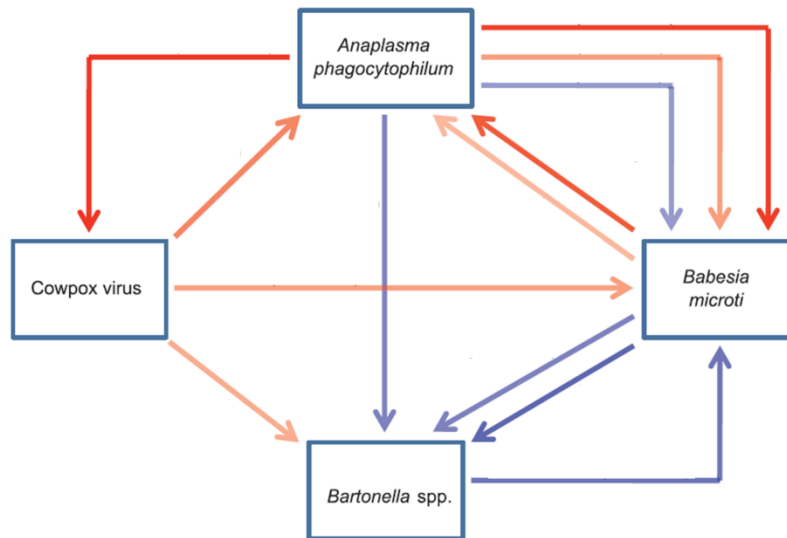 Anaplasma
phagocytophilum
Cowpox virus
Babesia
microti
Bartonella spp.